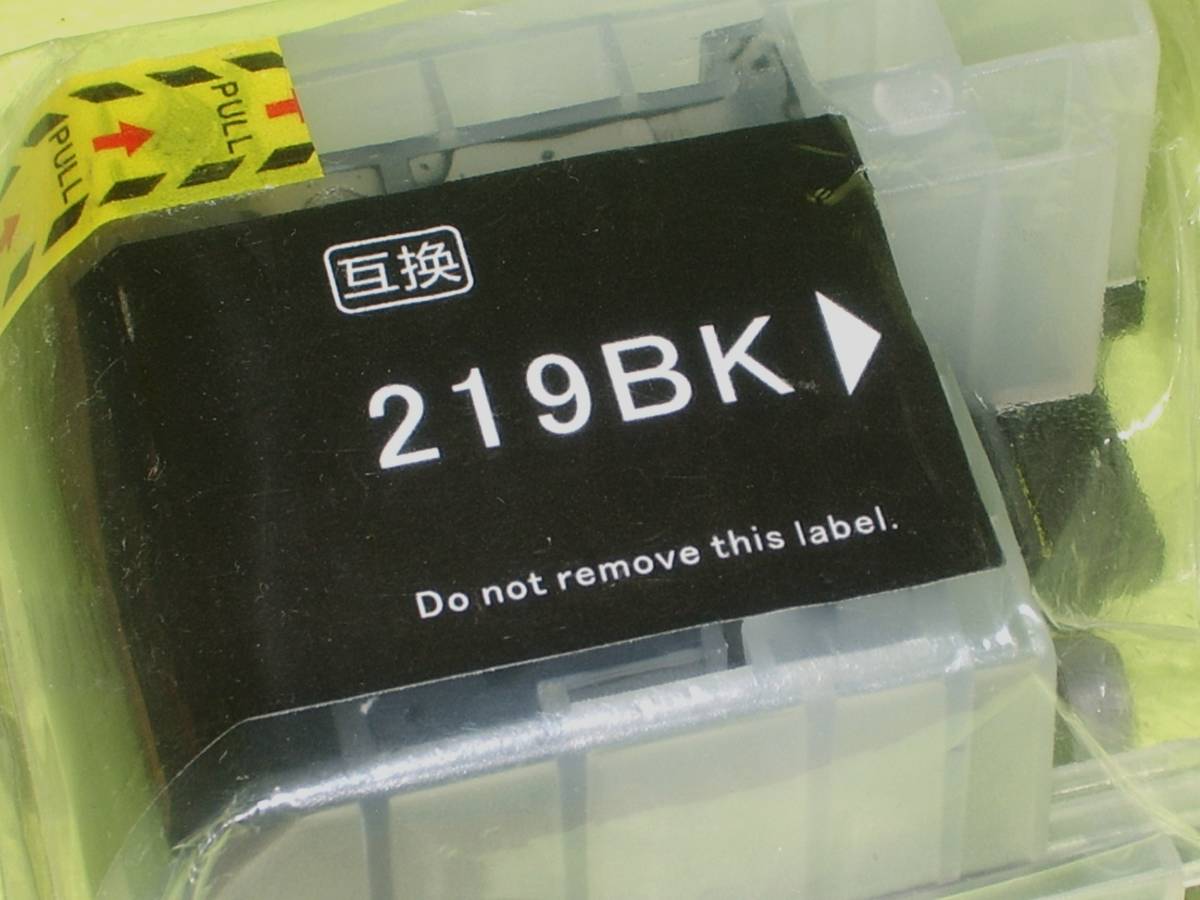 PULL
PULL
互換
219BK
Do not remove this label.